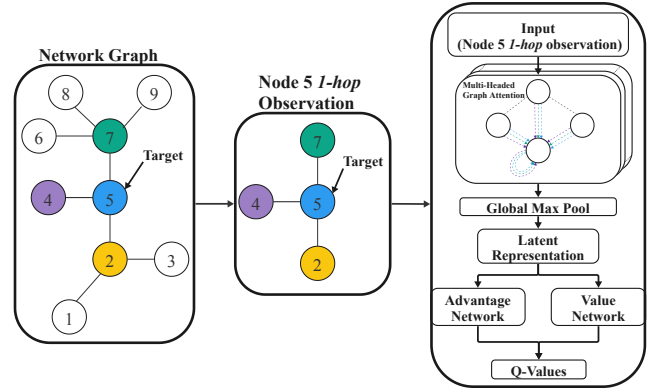 Network Graph
8
9
6
7
Target
4
5
2
3
1
Node 5 1-hop
Observation
7
Target
4
5
2
Input
(Node 5 1-hop observation)
Multi-Headed
Graph Attention
Global Max Pool
Latent
Representation
Advantage
Network
Value
Network
Q-Values